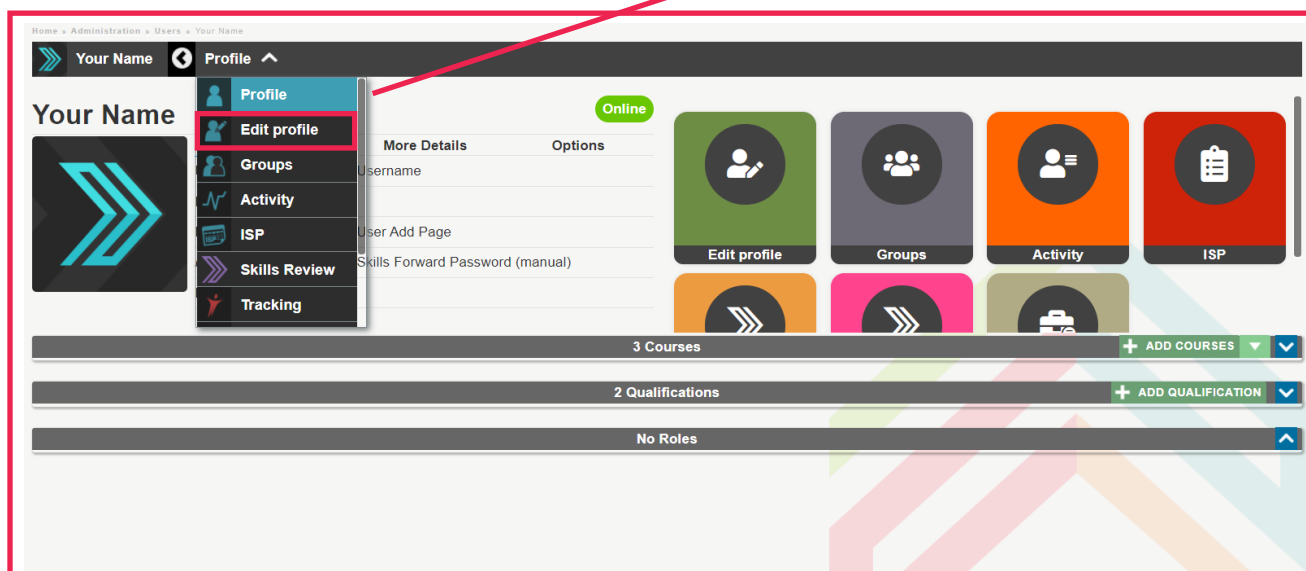 Home » Administration » Users » Your Name
Your Name Profile
Profile
Edit profile
Groups
Activity
ISP
Skills Review
Tracking
Your Name
Online
More Details Options
Username
User Add Page
Skills Forward Password (manual)
Edit profile Groups Activity ISP
3 Courses ADD COURSES
2 Qualifications ADD QUALIFICATION
No Roles